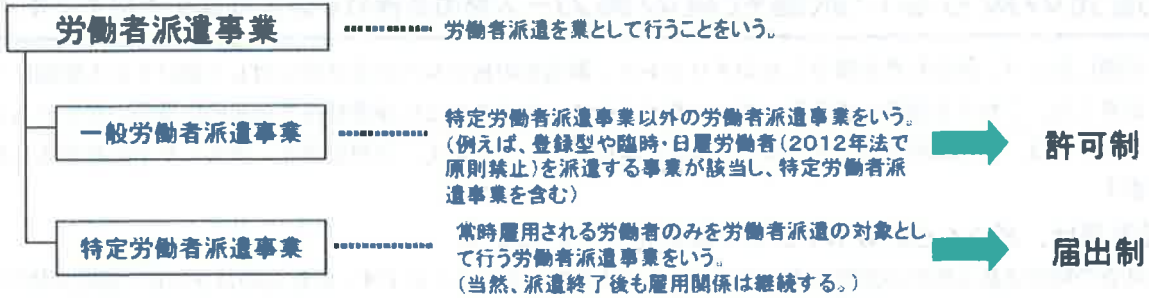 労働者派遣事業
労働者派遣を業として行うことをいう。
一般労働者派遣事業
特定労働者派遣事業以外の労働者派遣事業をいう。
(例えば、登録型や臨時・日雇労働者(2012年法で
原則禁止)を派遣する事業が該当し、特定労働者派
遣事業を含む)
許可制
特定労働者派遣事業
常時雇用される労働者のみを労働者派遣の対象とし
て行う労働者派遣事業をいう。
(当然、派遣終了後も雇用関係は継続する。)
届出制